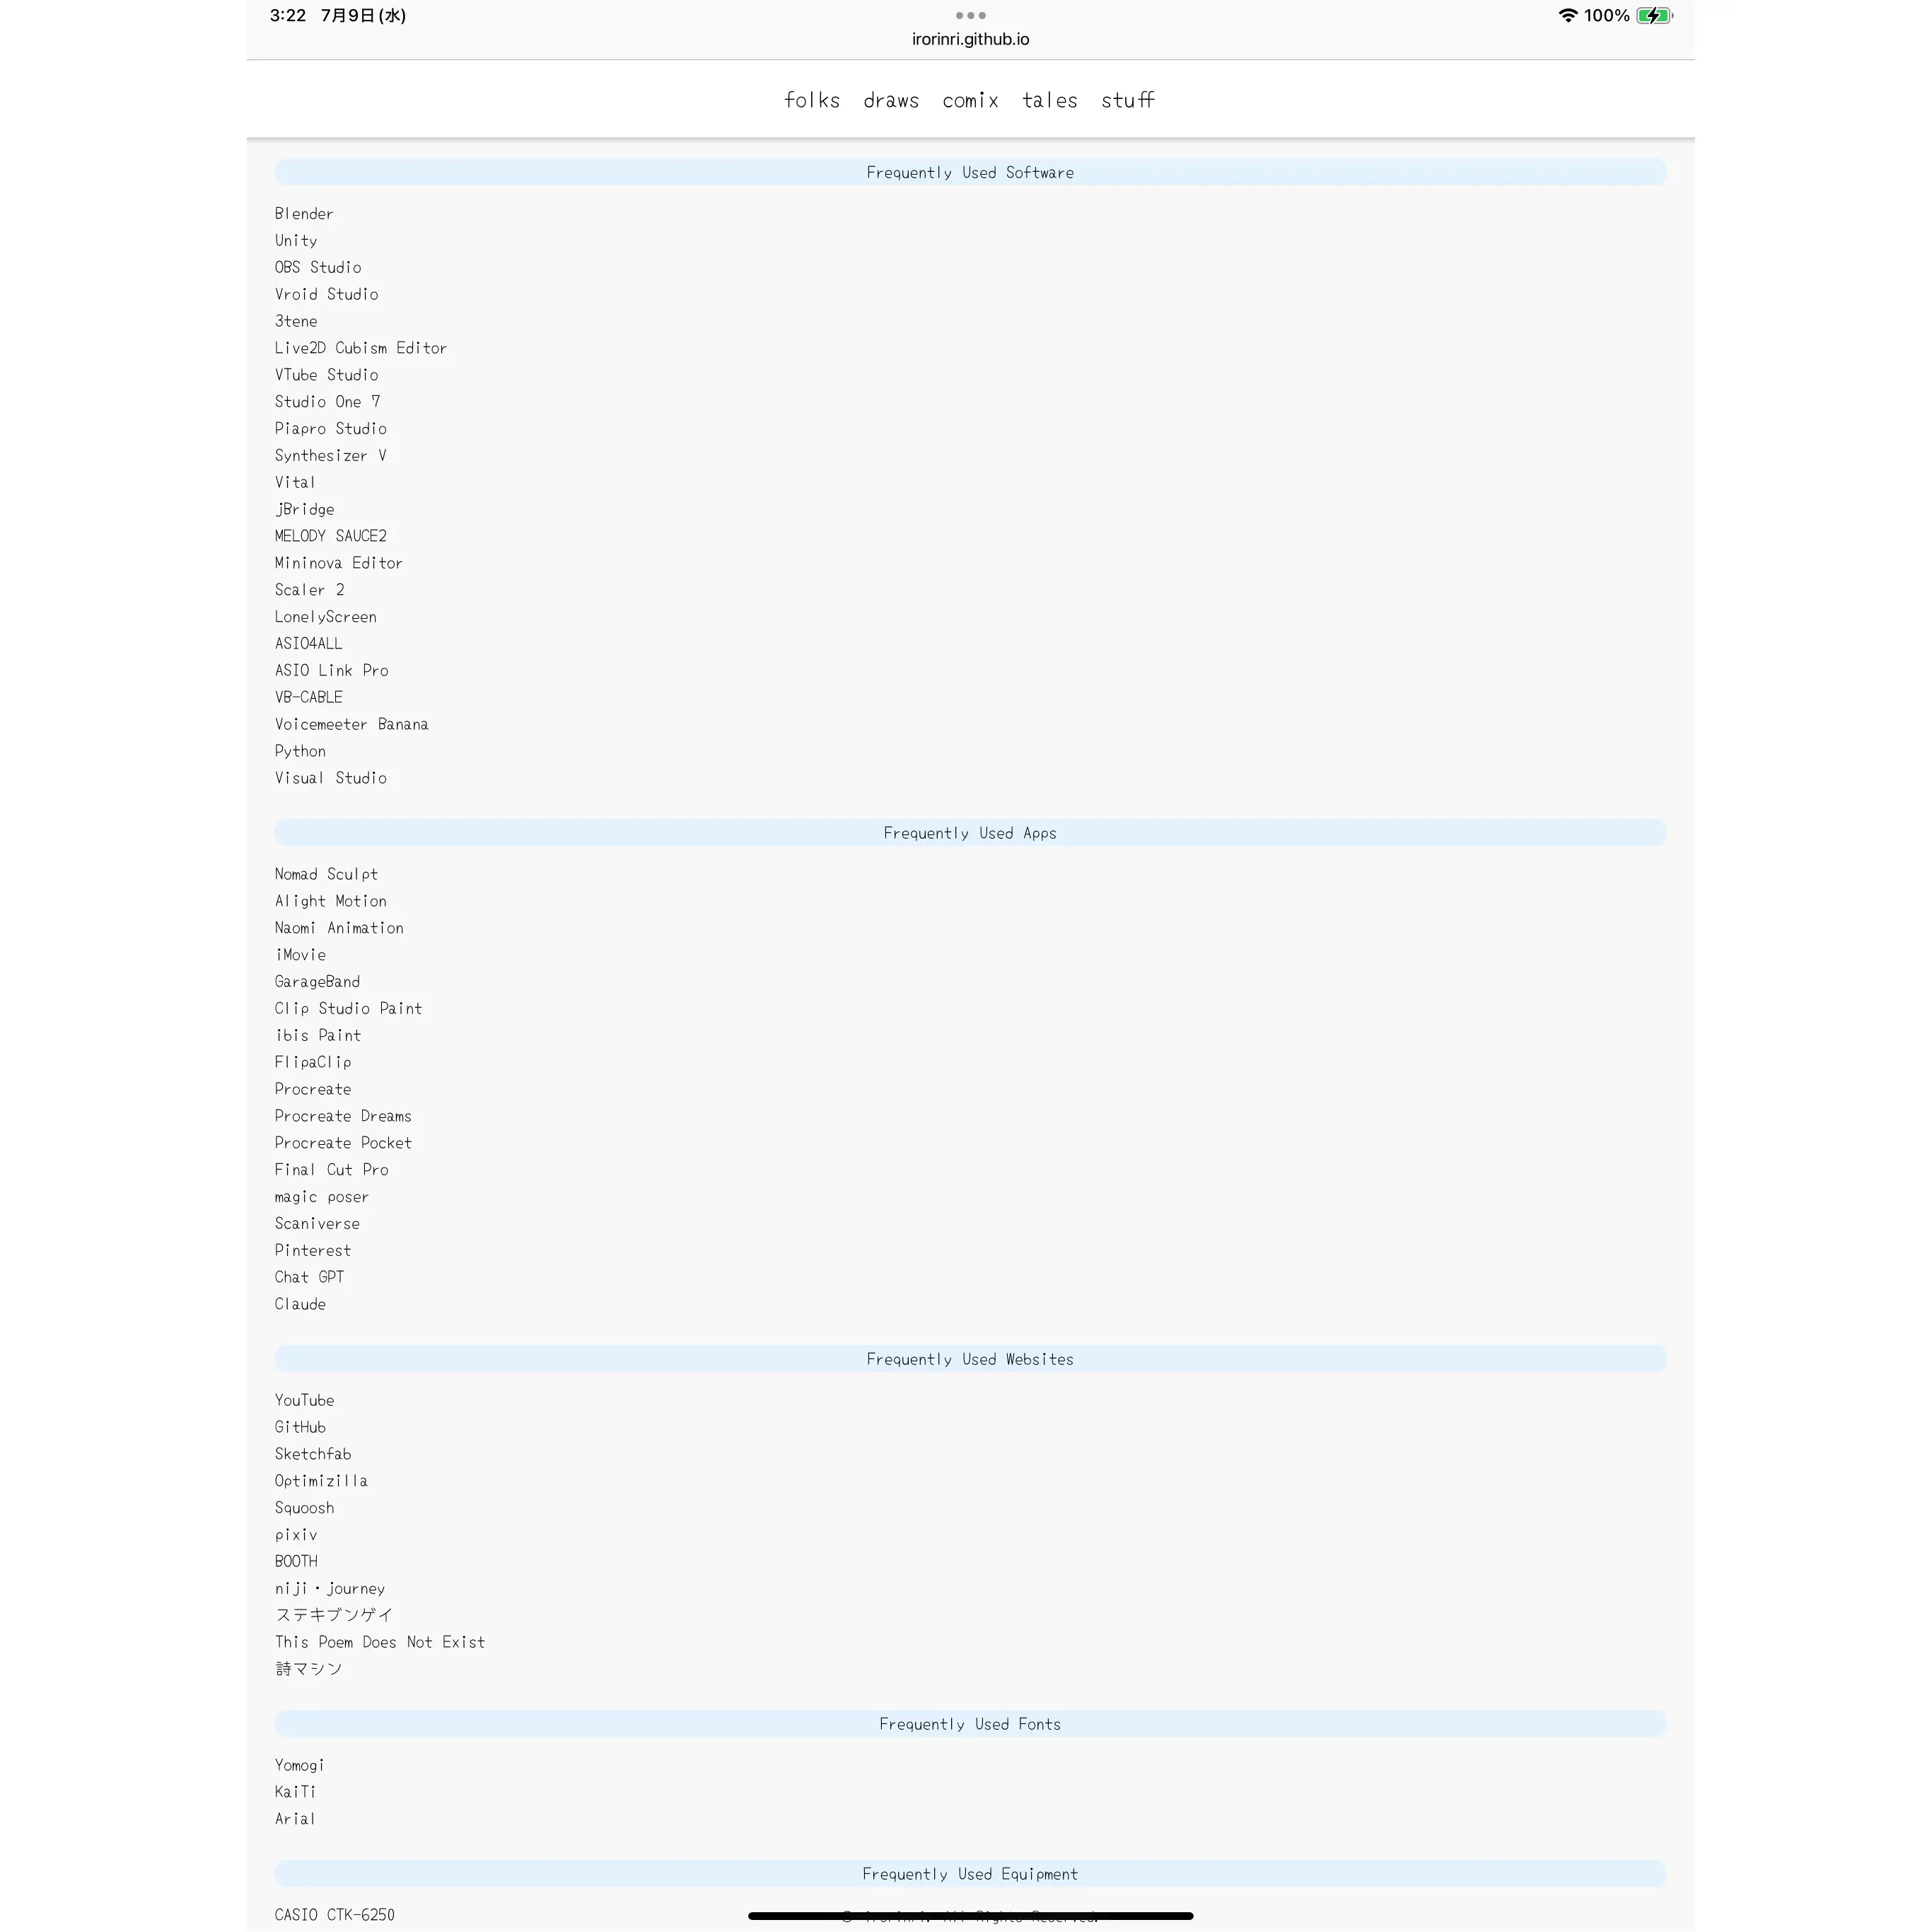 3:22 7月9日(水)
100%
irorinri.github.io
folks draws comix tales stuff
Frequently Used Software
Blender
Unity
OBS Studio
Vroid Studio
3tene
Live2D Cubism Editor
VTube Studio
Studio One 7
Piapro Studio
Synthesizer V
Vital
jBridge
MELODY SAUCE2
Mininova Editor
Scaler 2
LonelyScreen
ASIO4ALL
ASIO Link Pro
VB-CABLE
Voicemeeter Banana
Python
Visual Studio
Frequently Used Apps
Nomad Sculpt
Alight Motion
Naomi Animation
iMovie
GarageBand
Clip Studio Paint
ibis Paint
FlipaClip
Procreate
Procreate Dreams
Procreate Pocket
Final Cut Pro
magic poser
Scaniverse
Pinterest
Chat GPT
Claude
Frequently Used Websites
YouTube
GitHub
Sketchfab
Optimizilla
Squoosh
pixiv
BOOTH
niji・journey
ステキブンゲイ
This Poem Does Not Exist
詩マシン
Frequently Used Fonts
Yomogi
KaiTi
Arial
Frequently Used Equipment
CASIO CTK-6250
© irorinri. All Rights Reserved.